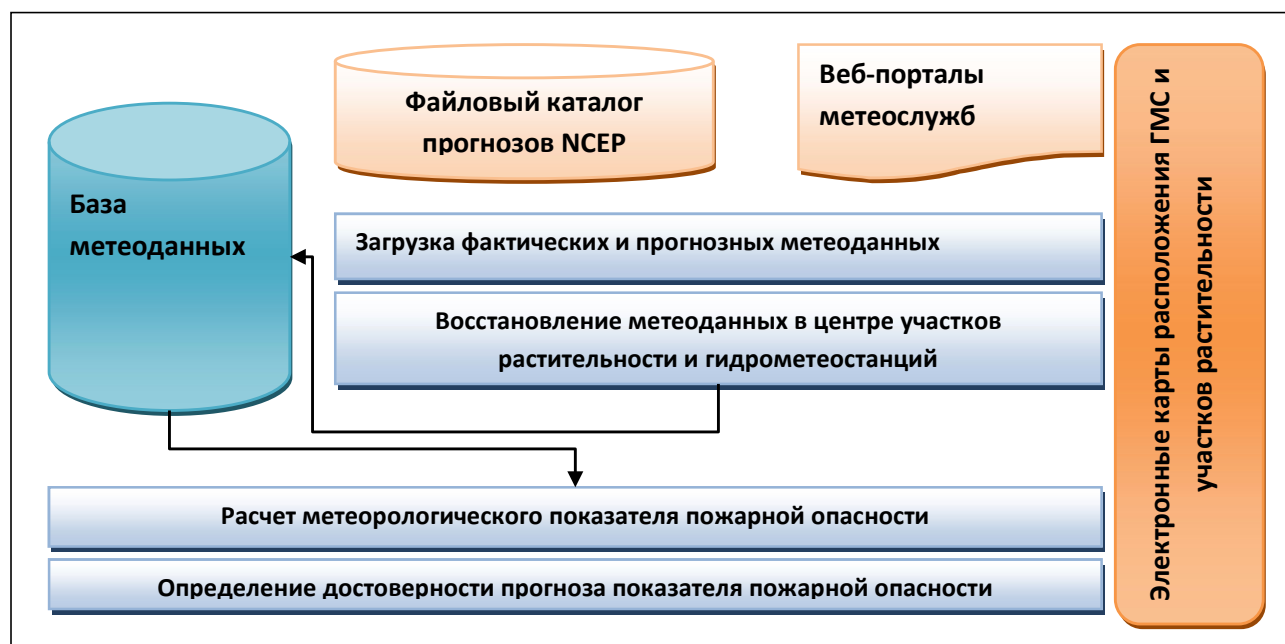 Файловый каталог
прогнозов NCEP
Веб-порталы
метеослужб
База
метеоданных
Загрузка фактических и прогнозных метеоданных
Восстановление метеоданных в центре участков
растительности и гидрометеостанций
Расчет метеорологического показателя пожарной опасности
Определение достоверности прогноза показателя пожарной опасности
Электронные карты расположения ГМС и
участков растительности